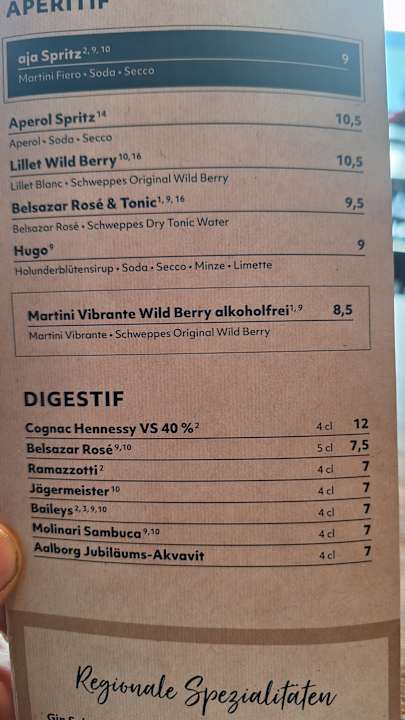 APERITIF
aja Spritz 2, 9, 10 9
Martini Fiero • Soda • Secco
Aperol Spritz 14 10,5
Aperol • Soda • Secco
Lillet Wild Berry 10, 16 10,5
Lillet Blanc • Schweppes Original Wild Berry
Belsazar Rosé & Tonic 1, 9, 16 9,5
Belsazar Rosé • Schweppes Dry Tonic Water
Hugo 9 9
Holunderblütensirup • Soda • Secco • Minze • Limette
Martini Vibrante Wild Berry alkoholfrei 1, 9 8,5
Martini Vibrante • Schweppes Original Wild Berry
DIGESTIF
Cognac Hennessy VS 40 % 2 4 cl 12
Belsazar Rosé 9, 10 5 cl 7,5
Ramazzotti 2 4 cl 7
Jägermeister 10 4 cl 7
Baileys 2, 3, 9, 10 4 cl 7
Molinari Sambuca 9, 10 4 cl 7
Aalborg Jubiläums-Akvavit 4 cl 7
Regionale Spezialitäten